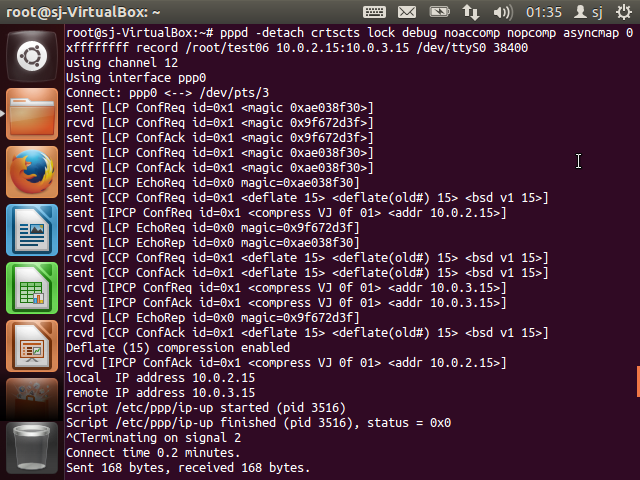 root@sj-VirtualBox: ~
01:35
sj
root@sj-VirtualBox:~# pppd -detach crtscts lock debug noaccomp nopcomp asyncmap 0
xffffffff record /root/test06 10.0.2.15:10.0.3.15 /dev/ttyS0 38400
using channel 12
Using interface ppp0
Connect: ppp0 <--> /dev/pts/3
sent [LCP ConfReq id=0x1 <magic 0xae038f30>]
rcvd [LCP ConfReq id=0x1 <magic 0x9f672d3f>]
sent [LCP ConfAck id=0x1 <magic 0x9f672d3f>]
sent [LCP ConfReq id=0x1 <magic 0xae038f30>]
rcvd [LCP ConfAck id=0x1 <magic 0xae038f30>]
sent [LCP EchoReq id=0x0 magic=0xae038f30]
sent [CCP ConfReq id=0x1 <deflate 15> <deflate(old#) 15> <bsd v1 15>]
sent [IPCP ConfReq id=0x1 <compress VJ 0f 01> <addr 10.0.2.15>]
rcvd [LCP EchoReq id=0x0 magic=0x9f672d3f]
sent [LCP EchoRep id=0x0 magic=0xae038f30]
rcvd [CCP ConfReq id=0x1 <deflate 15> <deflate(old#) 15> <bsd v1 15>]
sent [CCP ConfAck id=0x1 <deflate 15> <deflate(old#) 15> <bsd v1 15>]
rcvd [IPCP ConfReq id=0x1 <compress VJ 0f 01> <addr 10.0.3.15>]
sent [IPCP ConfAck id=0x1 <compress VJ 0f 01> <addr 10.0.3.15>]
rcvd [LCP EchoRep id=0x0 magic=0x9f672d3f]
rcvd [CCP ConfAck id=0x1 <deflate 15> <deflate(old#) 15> <bsd v1 15>]
Deflate (15) compression enabled
rcvd [IPCP ConfAck id=0x1 <compress VJ 0f 01> <addr 10.0.2.15>]
local  IP address 10.0.2.15
remote IP address 10.0.3.15
Script /etc/ppp/ip-up started (pid 3516)
Script /etc/ppp/ip-up finished (pid 3516), status = 0x0
^CTerminating on signal 2
Connect time 0.2 minutes.
Sent 168 bytes, received 168 bytes.